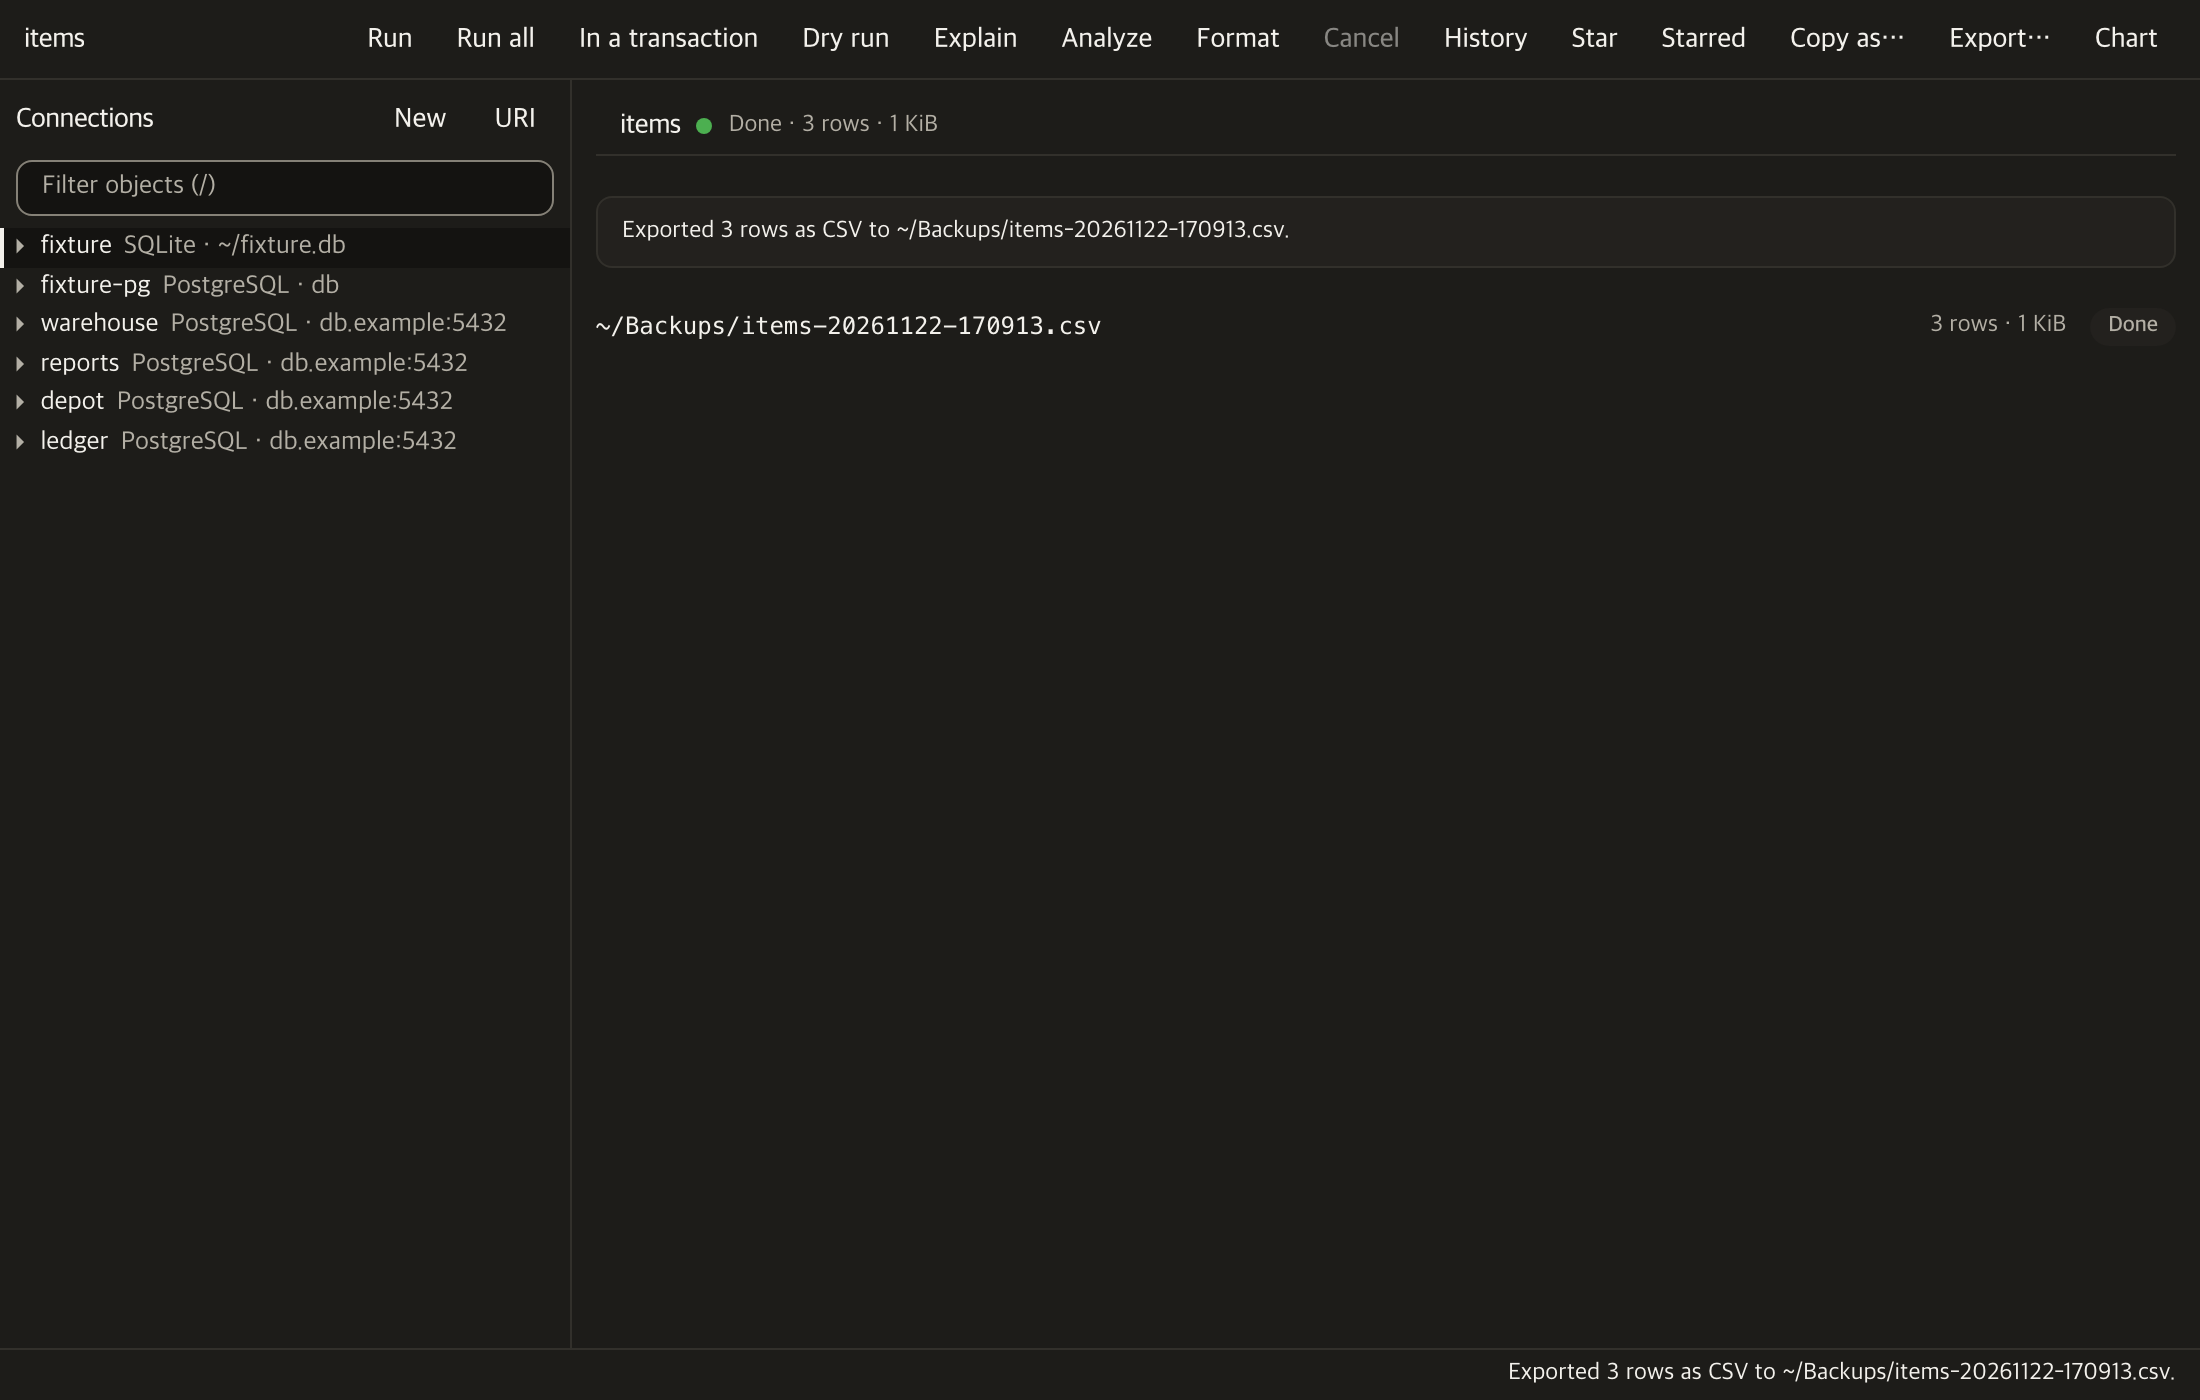 items Run Run all In a transaction Dry run Explain Analyze Format Cancel History Star Starred Copy as··· Export··· Chart
Connections New URI
Filter objects (/)
fixture SQLite · ~/fixture.db
fixture-pg PostgreSQL · db
warehouse PostgreSQL · db.example:5432
reports PostgreSQL · db.example:5432
depot PostgreSQL · db.example:5432
ledger PostgreSQL · db.example:5432
items Done · 3 rows · 1 KiB
Exported 3 rows as CSV to ~/Backups/items-20261122-170913.csv.
~/Backups/items-20261122-170913.csv 3 rows · 1 KiB Done
Exported 3 rows as CSV to ~/Backups/items-20261122-170913.csv.